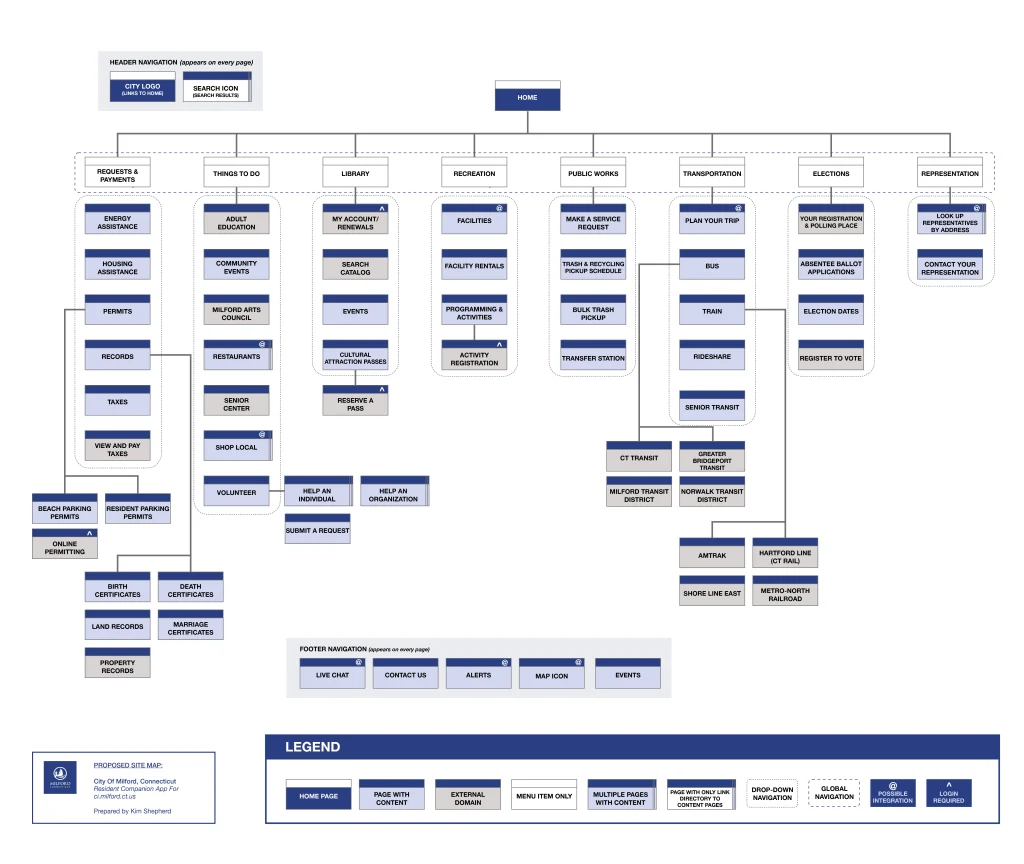 HEADER NAVIGATION (appears on every page)
CITY LOGO
(LINKS TO HOME)
SEARCH ICON
(SEARCH RESULTS)
HOME
REQUESTS &
PAYMENTS
THINGS TO DO
LIBRARY
RECREATION
PUBLIC WORKS
TRANSPORTATION
ELECTIONS
REPRESENTATION
ENERGY
ASSISTANCE
HOUSING
ASSISTANCE
PERMITS
RECORDS
TAXES
VIEW AND PAY
TAXES
BEACH PARKING
PERMITS
RESIDENT PARKING
PERMITS
^
ONLINE
PERMITTING
BIRTH
CERTIFICATES
DEATH
CERTIFICATES
LAND RECORDS
MARRIAGE
CERTIFICATES
PROPERTY
RECORDS
ADULT
EDUCATION
COMMUNITY
EVENTS
MILFORD ARTS
COUNCIL
@
RESTAURANTS
SENIOR
CENTER
@
SHOP LOCAL
VOLUNTEER
HELP AN
INDIVIDUAL
HELP AN
ORGANIZATION
SUBMIT A REQUEST
^
MY ACCOUNT/
RENEWALS
SEARCH
CATALOG
EVENTS
CULTURAL
ATTRACTION PASSES
^
RESERVE A
PASS
@
FACILITIES
FACILITY RENTALS
PROGRAMMING &
ACTIVITIES
^
ACTIVITY
REGISTRATION
MAKE A SERVICE
REQUEST
TRASH & RECYCLING
PICKUP SCHEDULE
BULK TRASH
PICKUP
TRANSFER STATION
@
PLAN YOUR TRIP
BUS
TRAIN
RIDESHARE
SENIOR TRANSIT
CT TRANSIT
GREATER
BRIDGEPORT
TRANSIT
MILFORD TRANSIT
DISTRICT
NORWALK TRANSIT
DISTRICT
AMTRAK
HARTFORD LINE
(CT RAIL)
SHORE LINE EAST
METRO-NORTH
RAILROAD
YOUR REGISTRATION
& POLLING PLACE
ABSENTEE BALLOT
APPLICATIONS
ELECTION DATES
REGISTER TO VOTE
@
LOOK UP
REPRESENTATIVES
BY ADDRESS
CONTACT YOUR
REPRESENTATION
FOOTER NAVIGATION (appears on every page)
@
LIVE CHAT
CONTACT US
@
ALERTS
@
MAP ICON
EVENTS
MILFORD
PROPOSED SITE MAP:
City Of Milford, Connecticut
Resident Companion App For
ci.milford.ct.us
Prepared by Kim Shepherd
LEGEND
HOME PAGE
PAGE WITH
CONTENT
EXTERNAL
DOMAIN
MENU ITEM ONLY
MULTIPLE PAGES
WITH CONTENT
PAGE WITH ONLY LINK
DIRECTORY TO
CONTENT PAGES
DROP-DOWN
NAVIGATION
GLOBAL
NAVIGATION
@
POSSIBLE
INTEGRATION
^
LOGIN
REQUIRED